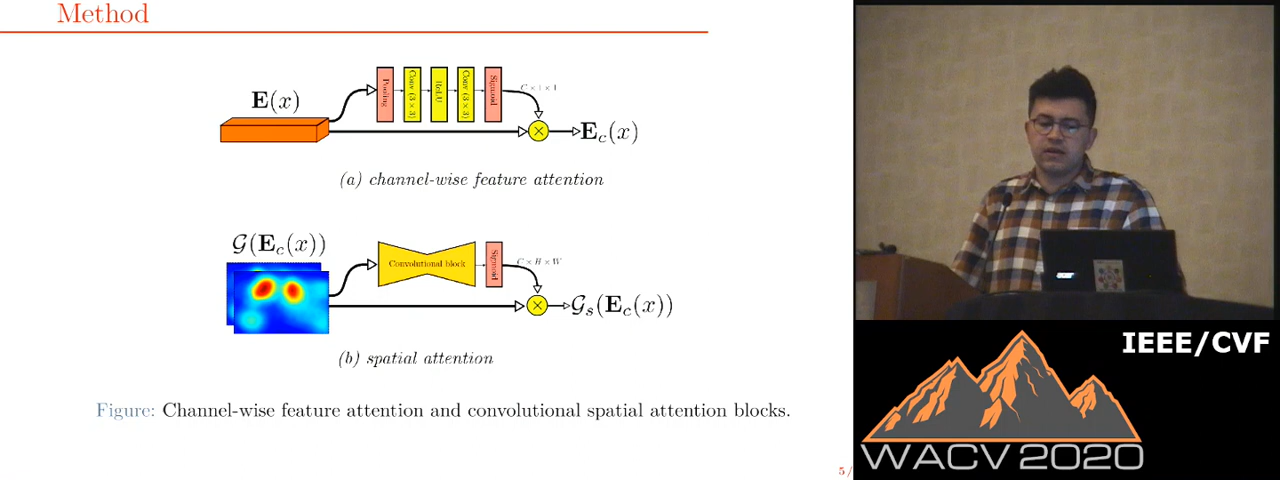 Method
E(x)
Pooling
Conv (3 × 3)
ReLU
Conv (3 × 3)
Sigmoid
C × 1 × 1
×
E_c(x)
(a) channel-wise feature attention
𝒢(E_c(x))
Convolutional block
Sigmoid
C × H × W
×
𝒢_s(E_c(x))
(b) spatial attention
Figure: Channel-wise feature attention and convolutional spatial attention blocks.
5/
acer
IEEE/CVF
WACV 2020